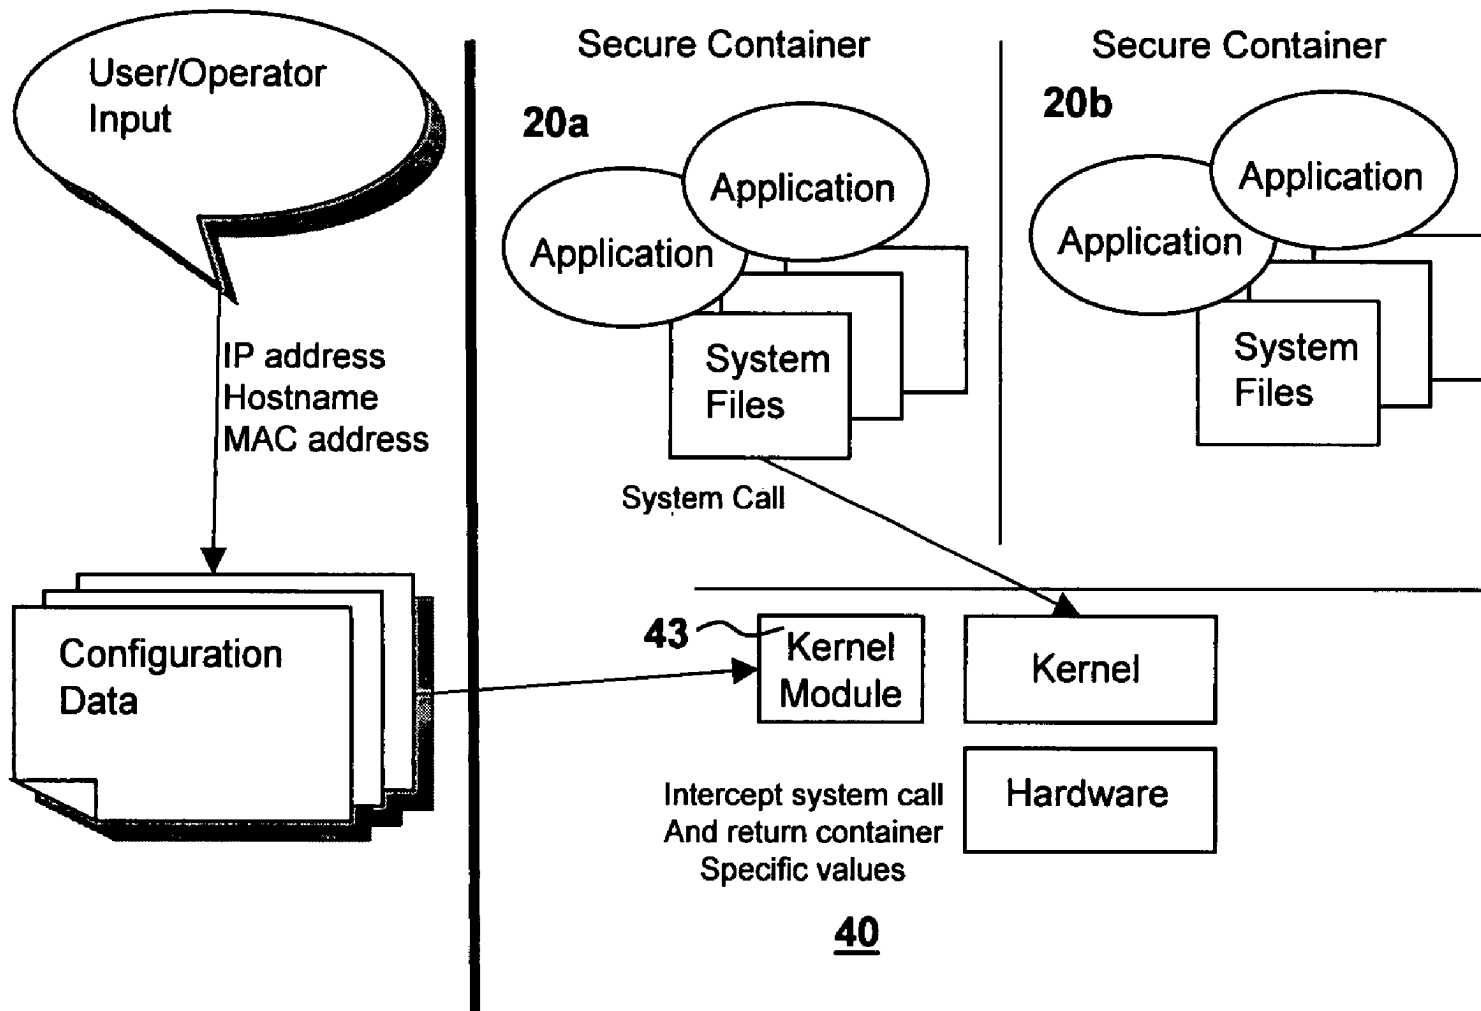 User/Operator
Input
IP address
Hostname
MAC address
Configuration
Data
Secure Container
20a
Application
Application
System
Files
System Call
Secure Container
20b
Application
Application
System
Files
43
Kernel
Module
Kernel
Hardware
Intercept system call
And return container
Specific values
40